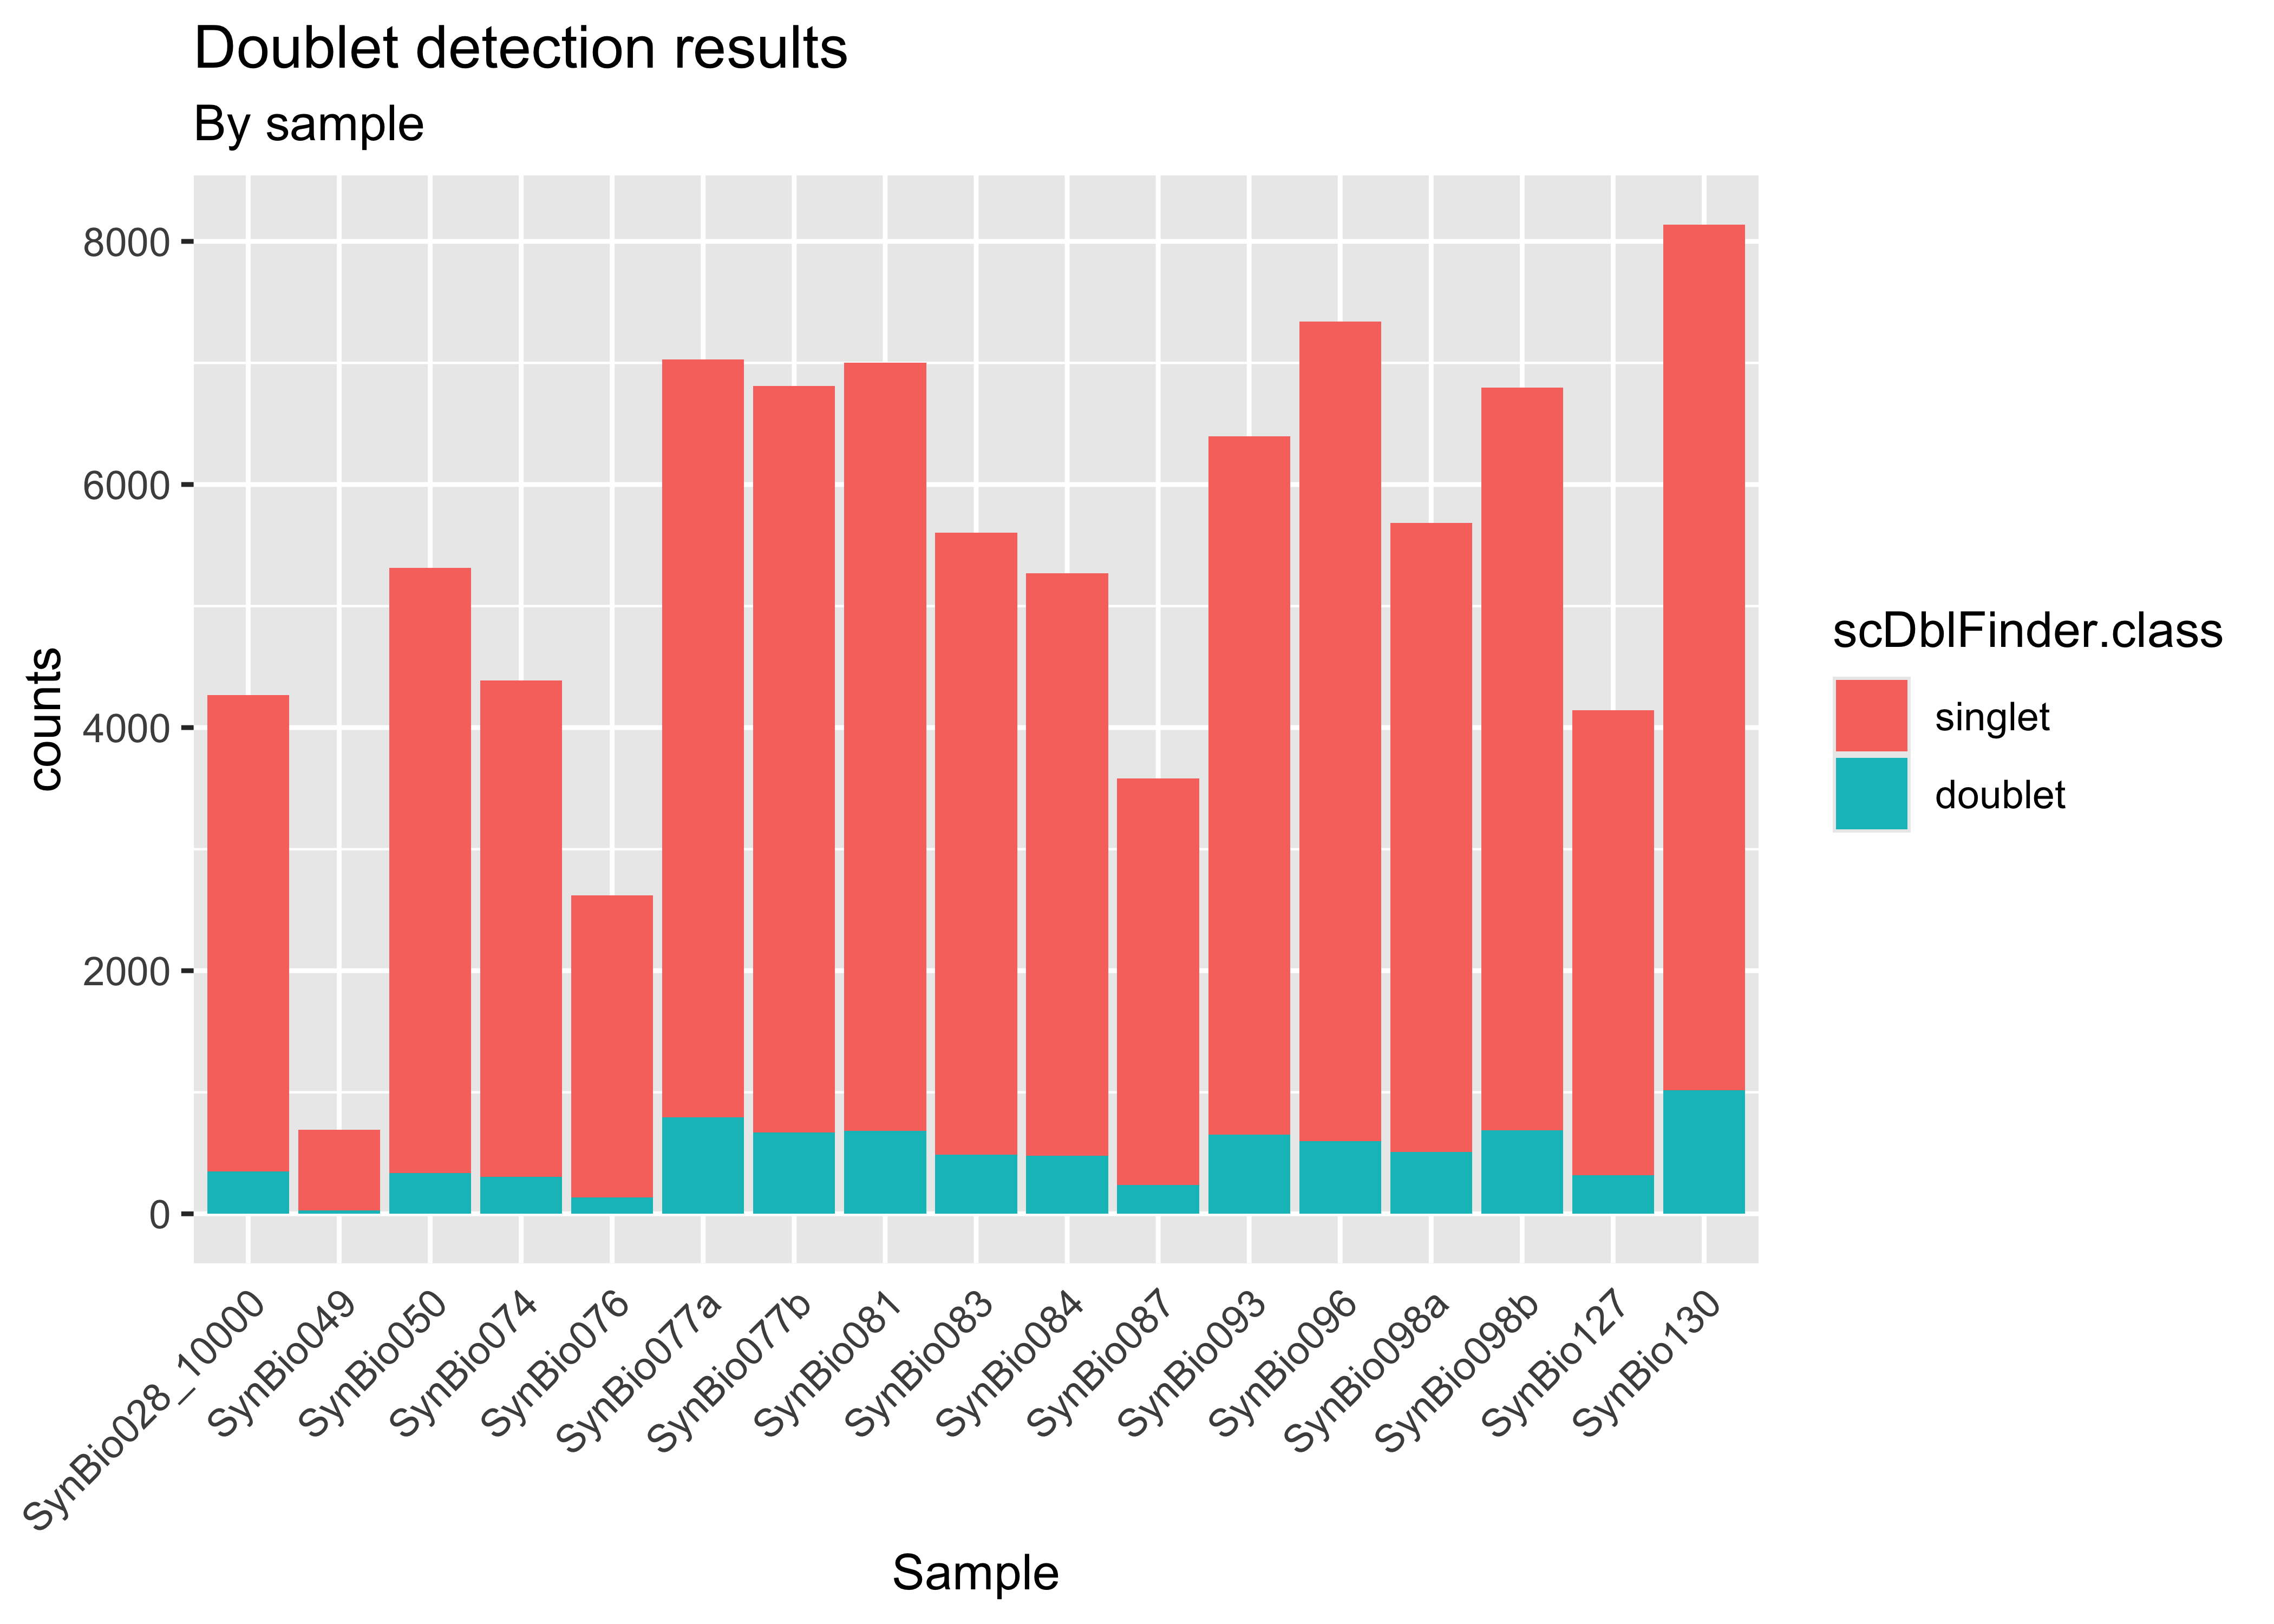 Doublet detection results
By sample
8000
6000
4000
2000
0
counts
SynBio028_10000
SynBio049
SynBio050
SynBio074
SynBio076
SynBio077a
SynBio077b
SynBio081
SynBio083
SynBio084
SynBio087
SynBio093
SynBio096
SynBio098a
SynBio098b
SynBio127
SynBio130
Sample
scDblFinder.class
singlet
doublet